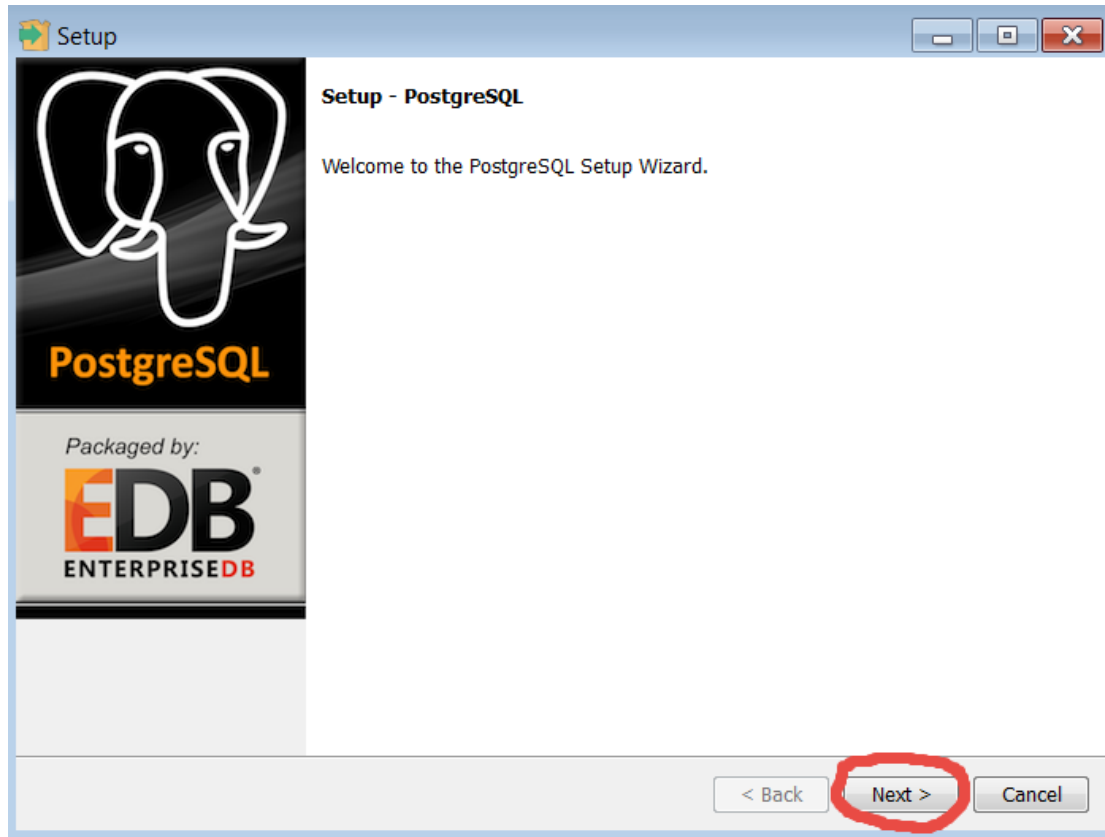 Setup
Setup - PostgreSQL
Welcome to the PostgreSQL Setup Wizard.
PostgreSQL
Packaged by:
EDB®
ENTERPRISEDB
< Back
Next >
Cancel